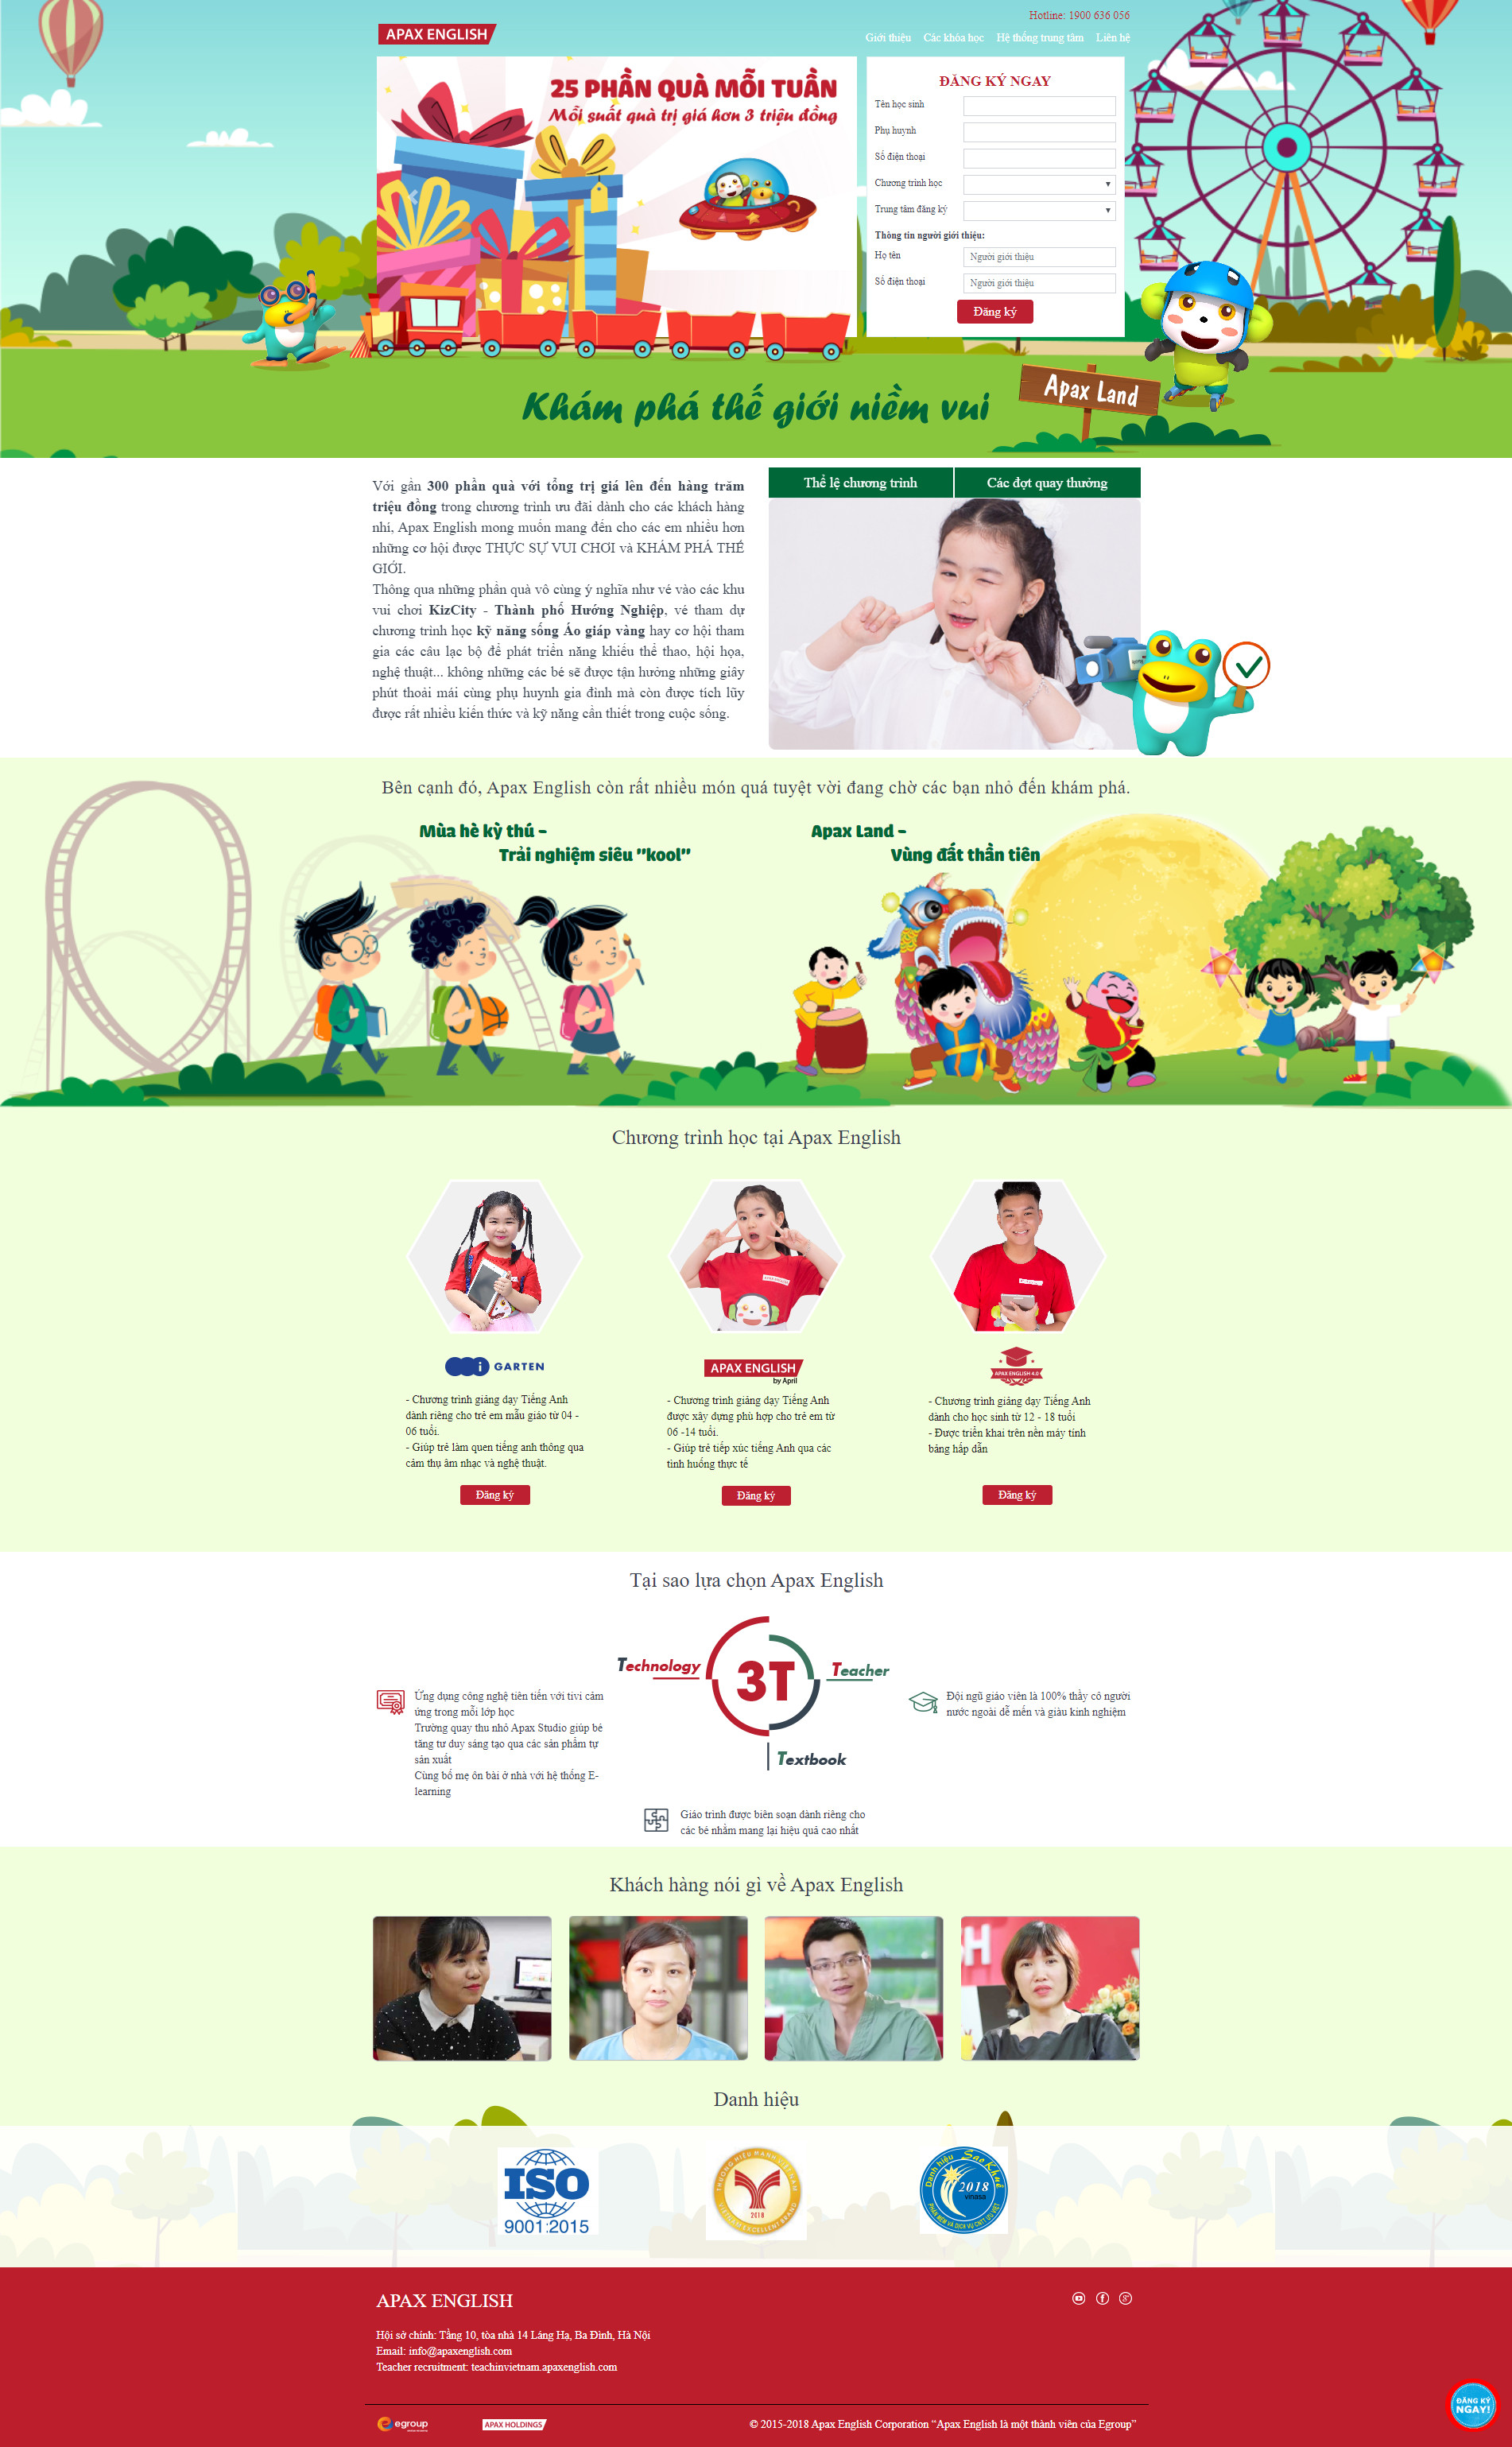 Hotline: 1900 636 056
APAX ENGLISH
Giới thiệu Các khóa học Hệ thống trung tâm Liên hệ
25 PHẦN QUÀ MỖI TUẦN
Mỗi suất quà trị giá hơn 3 triệu đồng
ĐĂNG KÝ NGAY
Tên học sinh
Phụ huynh
Số điện thoại
Chương trình học
Trung tâm đăng ký
Thông tin người giới thiệu:
Họ tên Người giới thiệu
Số điện thoại Người giới thiệu
Đăng ký
Khám phá thế giới niềm vui
Apax Land
Với gần 300 phần quà với tổng trị giá lên đến hàng trăm
triệu đồng trong chương trình ưu đãi dành cho các khách hàng
nhí, Apax English mong muốn mang đến cho các em nhiều hơn
những cơ hội được THỰC SỰ VUI CHƠI và KHÁM PHÁ THẾ
GIỚI.
Thông qua những phần quà vô cùng ý nghĩa như vé vào các khu
vui chơi KizCity - Thành phố Hướng Nghiệp, vé tham dự
chương trình học kỹ năng sống Áo giáp vàng hay cơ hội tham
gia các câu lạc bộ để phát triển năng khiếu thể thao, hội họa,
nghệ thuật... không những các bé sẽ được tận hưởng những giây
phút thoải mái cùng phụ huynh gia đình mà còn được tích lũy
được rất nhiều kiến thức và kỹ năng cần thiết trong cuộc sống.
Thể lệ chương trình
Các đợt quay thưởng
Bên cạnh đó, Apax English còn rất nhiều món quá tuyệt vời đang chờ các bạn nhỏ đến khám phá.
Mùa hè kỳ thú -
Trải nghiệm siêu "kool"
Apax Land -
Vùng đất thần tiên
Chương trình học tại Apax English
i GARTEN
- Chương trình giảng dạy Tiếng Anh
dành riêng cho trẻ em mẫu giáo từ 04 -
06 tuổi.
- Giúp trẻ làm quen tiếng anh thông qua
cảm thụ âm nhạc và nghệ thuật.
Đăng ký
APAX ENGLISH
by April
- Chương trình giảng dạy Tiếng Anh
được xây dựng phù hợp cho trẻ em từ
06 -14 tuổi.
- Giúp trẻ tiếp xúc tiếng Anh qua các
tình huống thực tế
Đăng ký
APAX ENGLISH 4.0
- Chương trình giảng dạy Tiếng Anh
dành cho học sinh từ 12 - 18 tuổi
- Được triển khai trên nền máy tính
bảng hấp dẫn
Đăng ký
Tại sao lựa chọn Apax English
Technology
3T
Teacher
Textbook
Ứng dụng công nghệ tiên tiến với tivi cảm
ứng trong mỗi lớp học
Trường quay thu nhỏ Apax Studio giúp bé
tăng tư duy sáng tạo qua các sản phẩm tự
sản xuất
Cùng bố mẹ ôn bài ở nhà với hệ thống E-
learning
Đội ngũ giáo viên là 100% thầy cô người
nước ngoài dễ mến và giàu kinh nghiệm
Giáo trình được biên soạn dành riêng cho
các bé nhằm mang lại hiệu quả cao nhất
Khách hàng nói gì về Apax English
Danh hiệu
ISO
9001:2015
THƯƠNG HIỆU MẠNH VIỆT NAM
2018
VIETNAM EXCELLENT BRAND
Danh hiệu Sao Khuê
2018
vinasa
PHẦN MỀM VÀ DỊCH VỤ CNTT ƯU VIỆT
APAX ENGLISH
Hội sở chính: Tầng 10, tòa nhà 14 Láng Hạ, Ba Đình, Hà Nội
Email: info@apaxenglish.com
Teacher recruitment: teachinvietnam.apaxenglish.com
ĐĂNG KÝ
NGAY!
egroup
APAX HOLDINGS
© 2015-2018 Apax English Corporation “Apax English là một thành viên của Egroup”